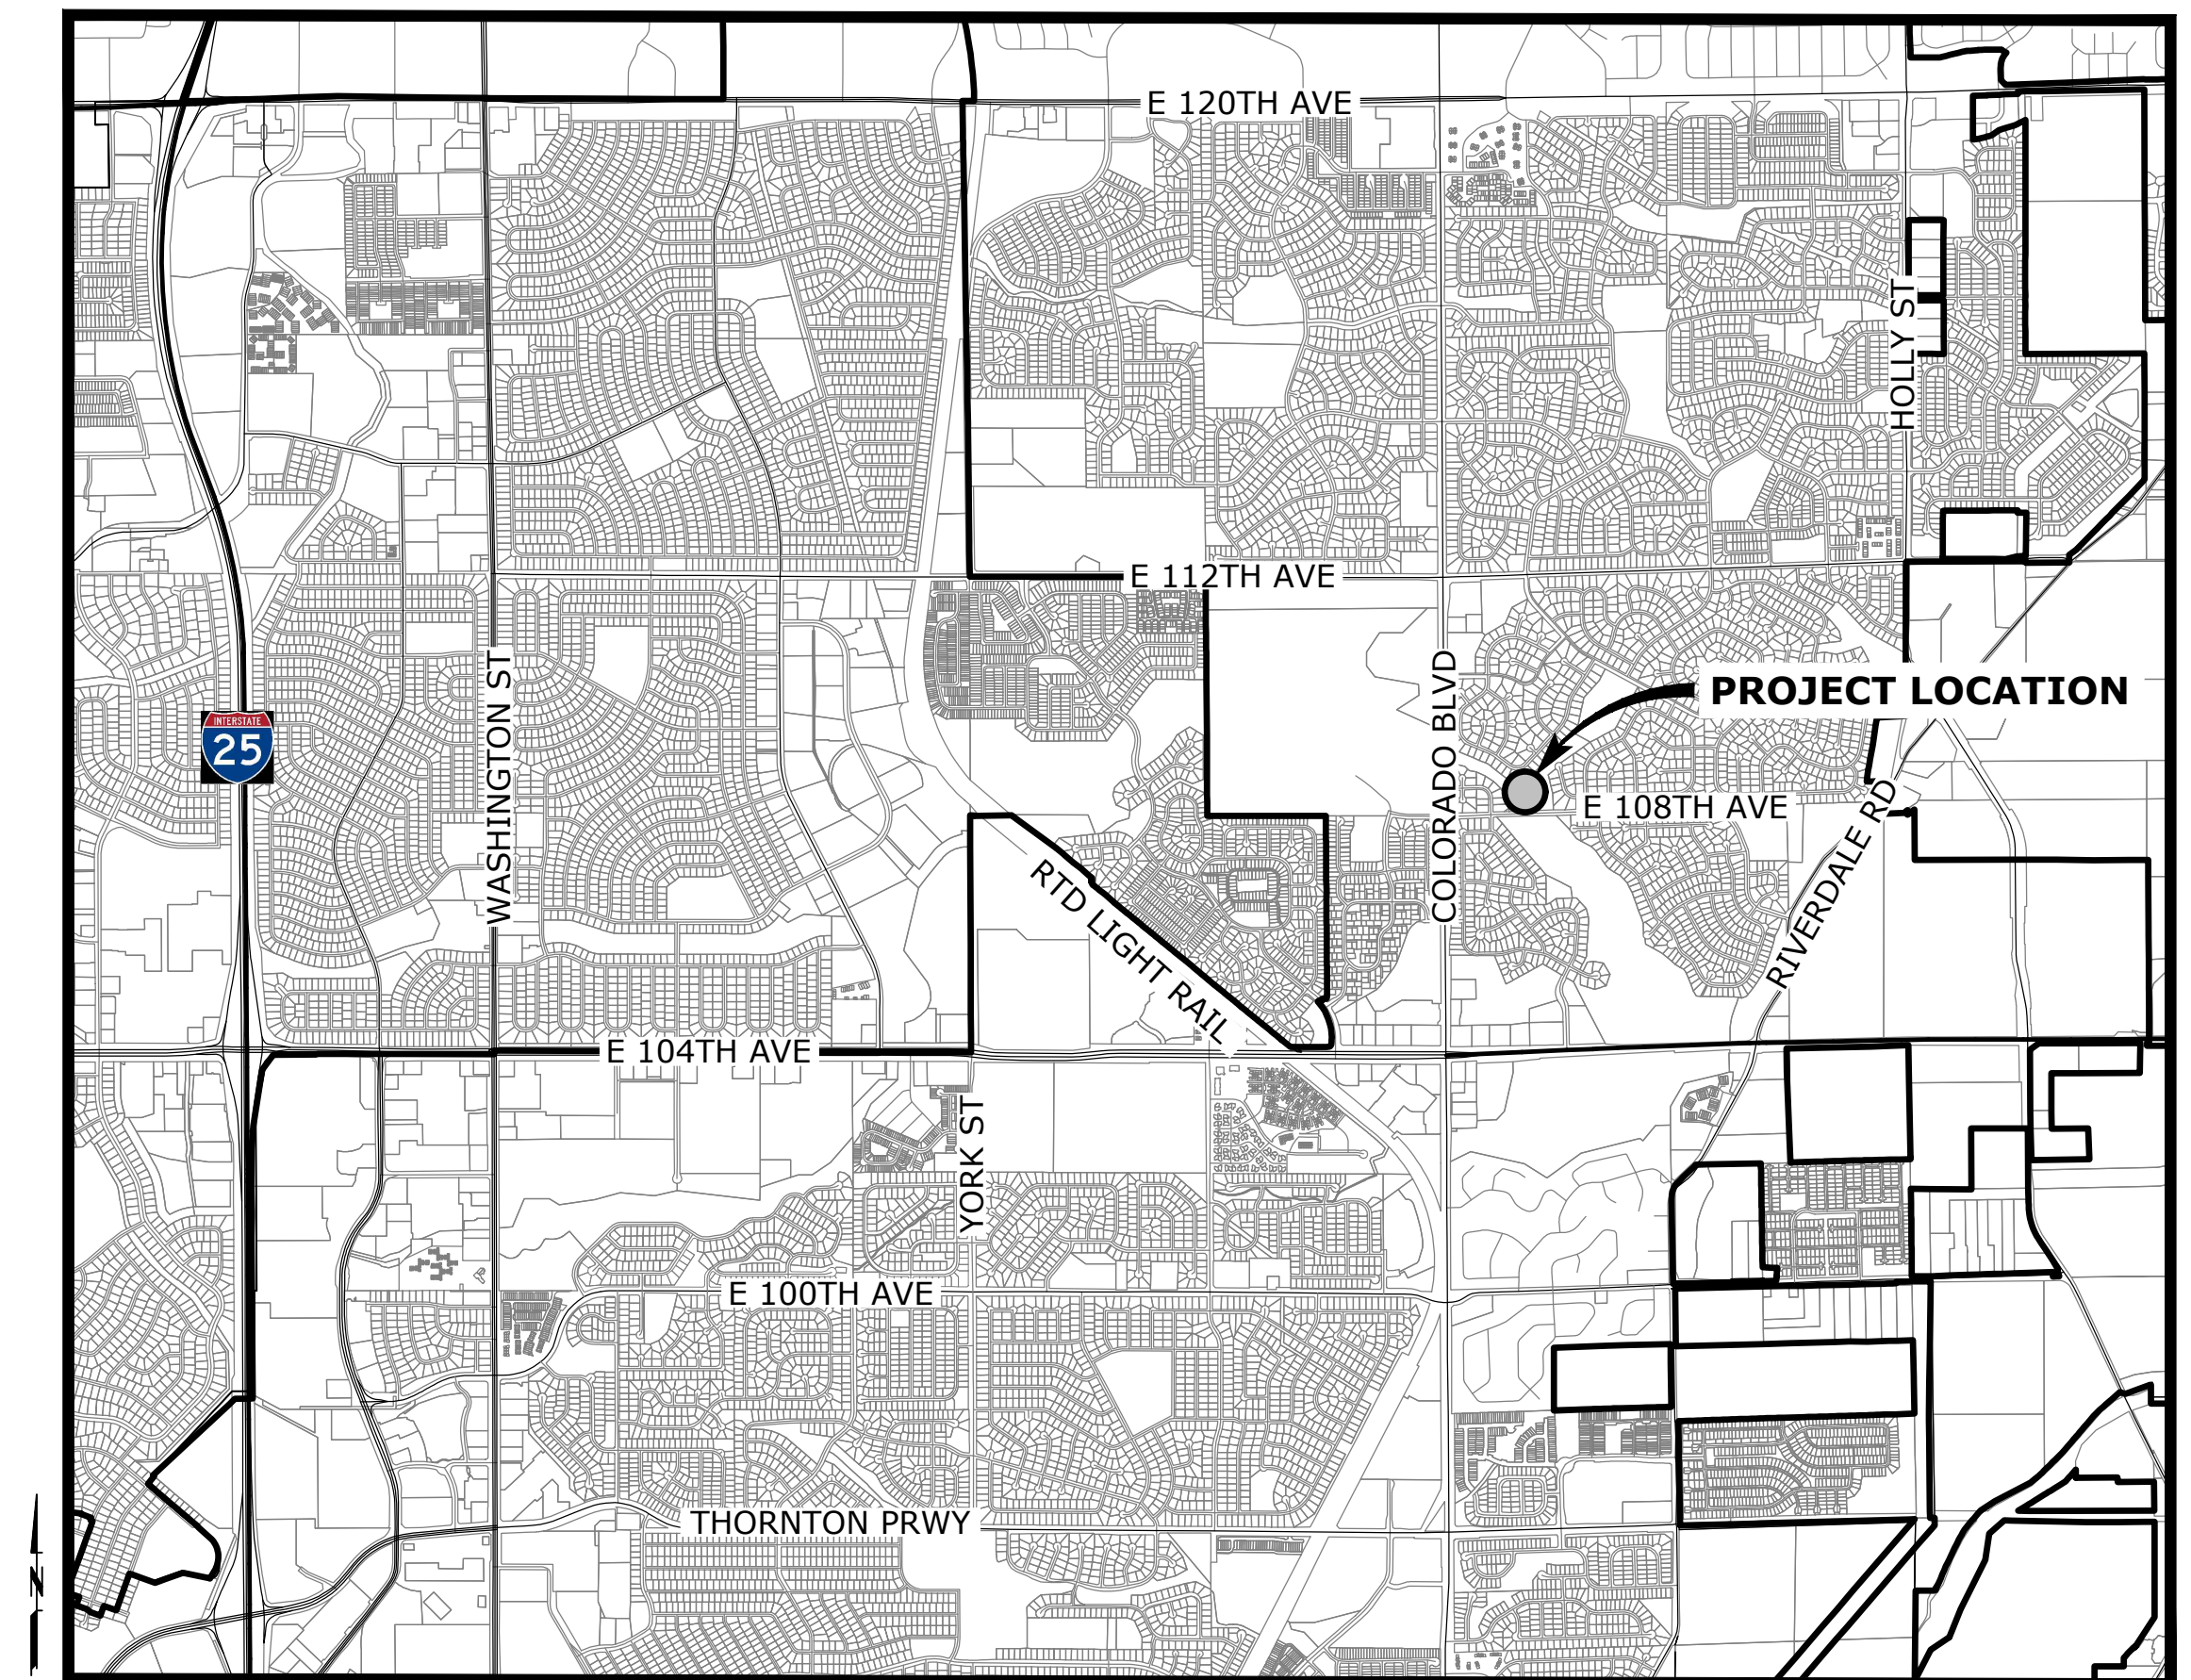 E 120TH AVE
HOLLY ST
E 112TH AVE
PROJECT LOCATION
WASHINGTON ST
COLORADO BLVD
INTERSTATE
25
E 108TH AVE
RIVERDALE RD
RTD LIGHT RAIL
E 104TH AVE
YORK ST
E 100TH AVE
THORNTON PRWY
N